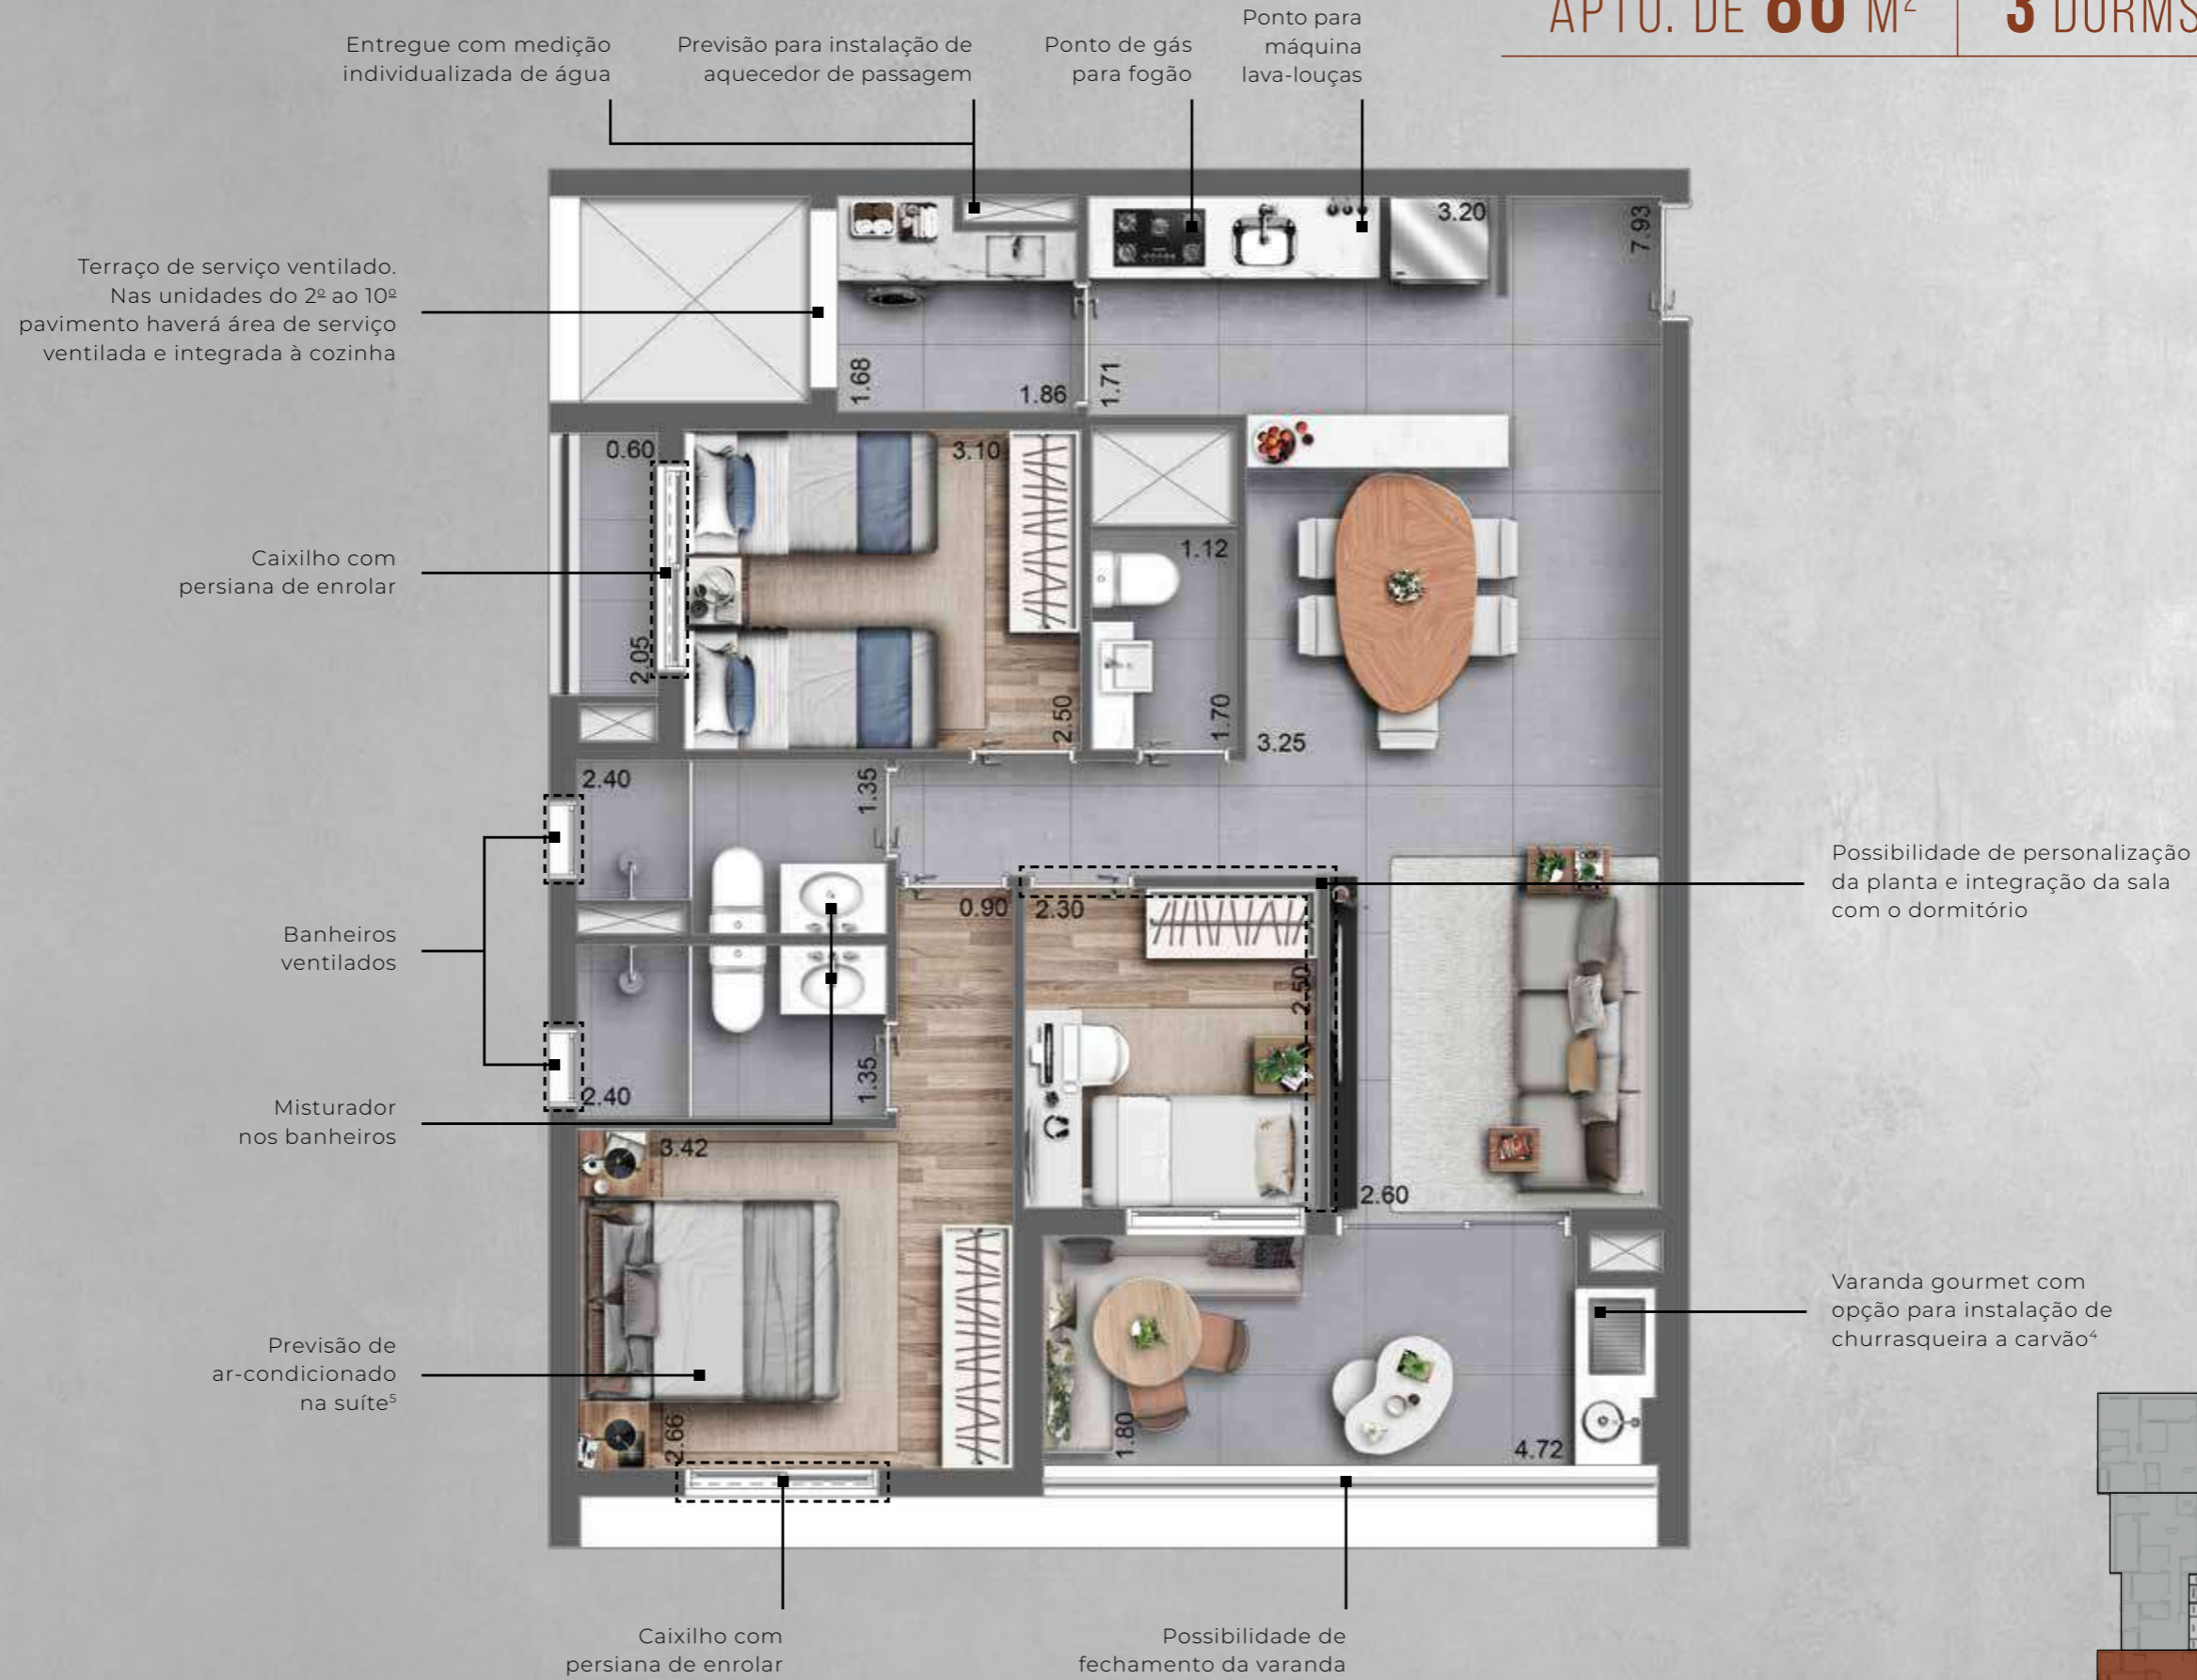 APTO. DE M² | 3 DORMS
Entregue com medição
individualizada de água
Previsão para instalação de
aquecedor de passagem
Ponto de gás
para fogão
Ponto para
máquina
lava-louças
Terraço de serviço ventilado.
Nas unidades do 2º ao 10º
pavimento haverá área de serviço
ventilada e integrada à cozinha
Caixilho com
persiana de enrolar
Banheiros
ventilados
Misturador
nos banheiros
Previsão de
ar-condicionado
na suíte⁵
Caixilho com
persiana de enrolar
Possibilidade de
fechamento da varanda
Possibilidade de personalização
da planta e integração da sala
com o dormitório
Varanda gourmet com
opção para instalação de
churrasqueira a carvão⁴
3.20
7.93
1.68
1.86
1.71
0.60
3.10
1.12
2.05
2.50
1.70
3.25
2.40
1.35
0.90
2.30
2.50
1.35
2.40
3.42
2.60
2.66
1.80
4.72